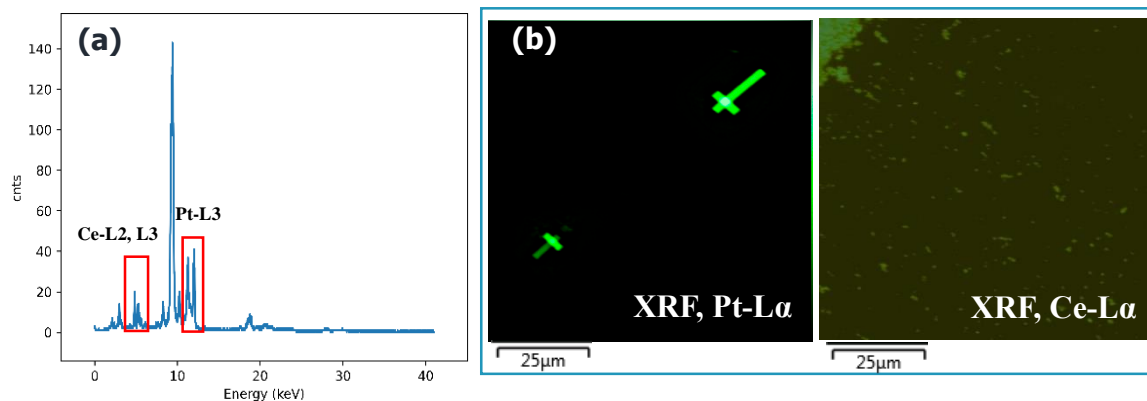 (a)
cnts
140
120
100
80
60
40
20
0
Ce-L2, L3
Pt-L3
0 10 20 30 40
Energy (keV)
(b)
XRF, Pt-Lα
25μm
XRF, Ce-Lα
25μm